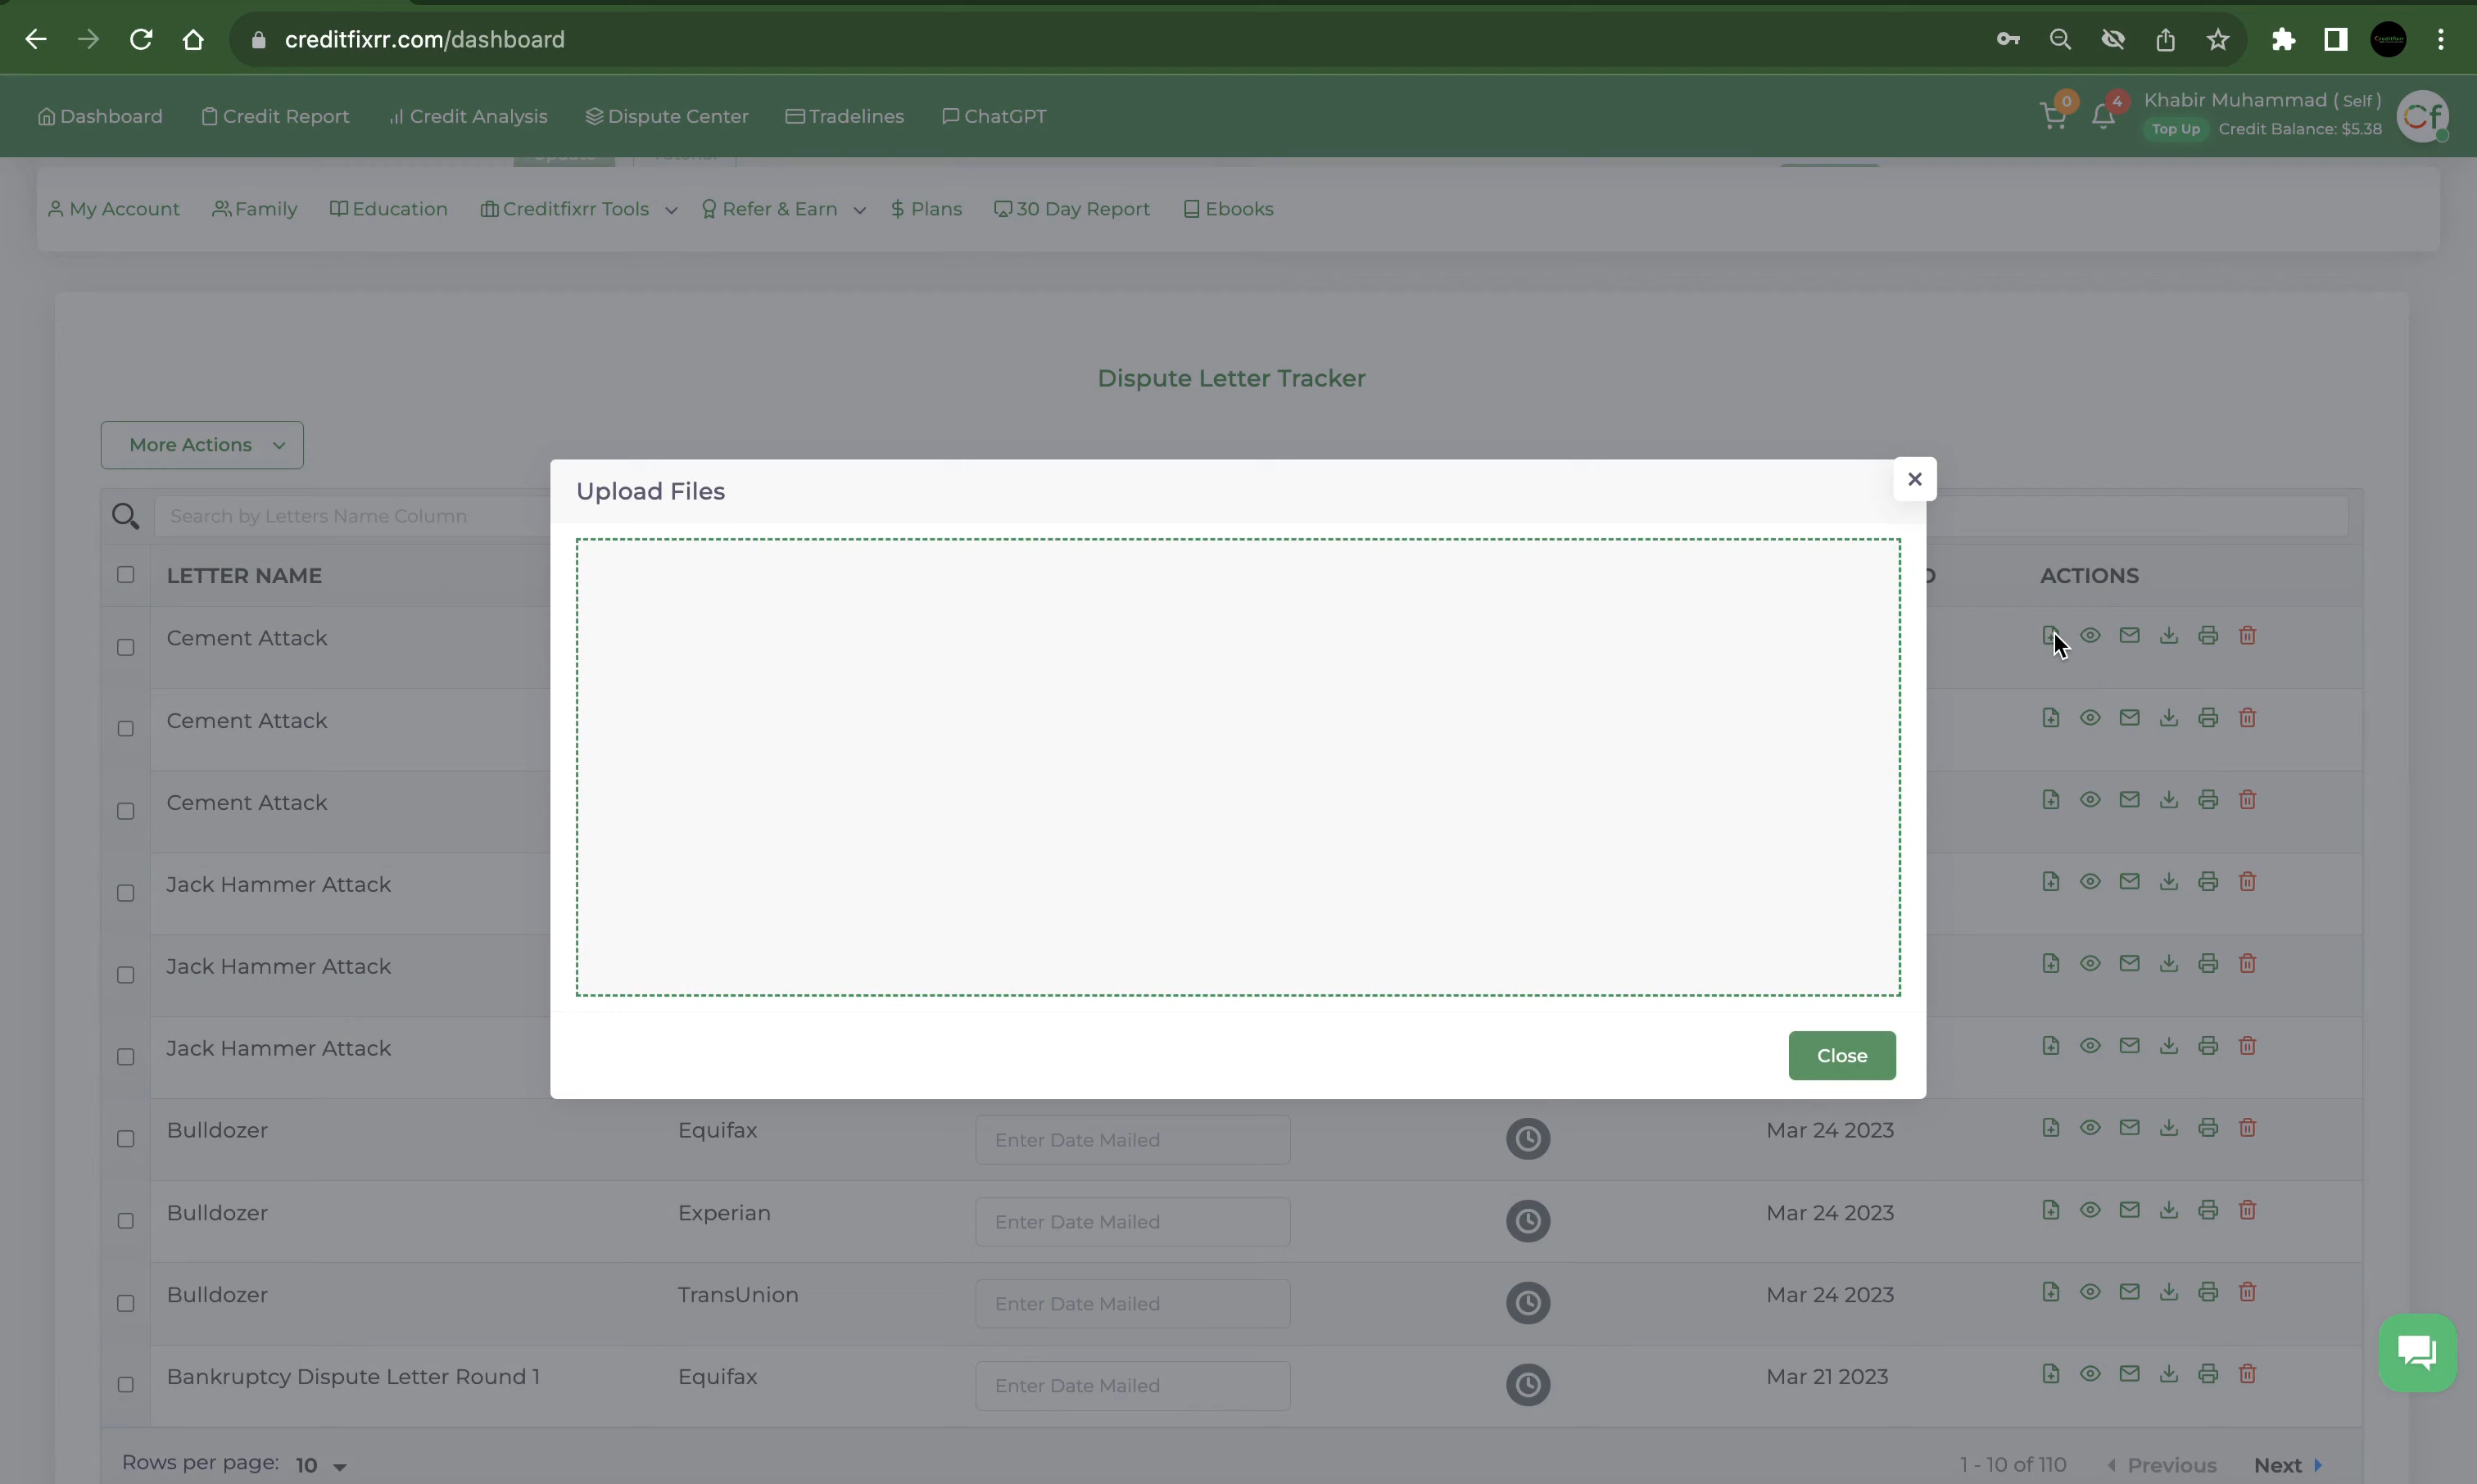 creditfixrr.com/dashboard
Dashboard Credit Report Credit Analysis Dispute Center Tradelines ChatGPT
0 4 Khabir Muhammad ( Self )
Top Up Credit Balance: $5.38 Cf
My Account Family Education Creditfixrr Tools Refer & Earn Plans 30 Day Report Ebooks
Dispute Letter Tracker
More Actions
Search by Letters Name Column
Upload Files
LETTER NAME ACTIONS
Cement Attack
Cement Attack
Cement Attack
Jack Hammer Attack
Jack Hammer Attack
Jack Hammer Attack
Close
Bulldozer Equifax Enter Date Mailed Mar 24 2023
Bulldozer Experian Enter Date Mailed Mar 24 2023
Bulldozer TransUnion Enter Date Mailed Mar 24 2023
Bankruptcy Dispute Letter Round 1 Equifax Enter Date Mailed Mar 21 2023
Rows per page: 10 1 - 10 of 110 Previous Next